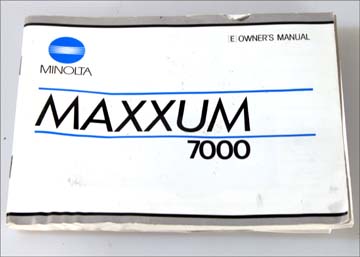 [E] OWNER'S MANUAL
MINOLTA
MAXXUM
7000